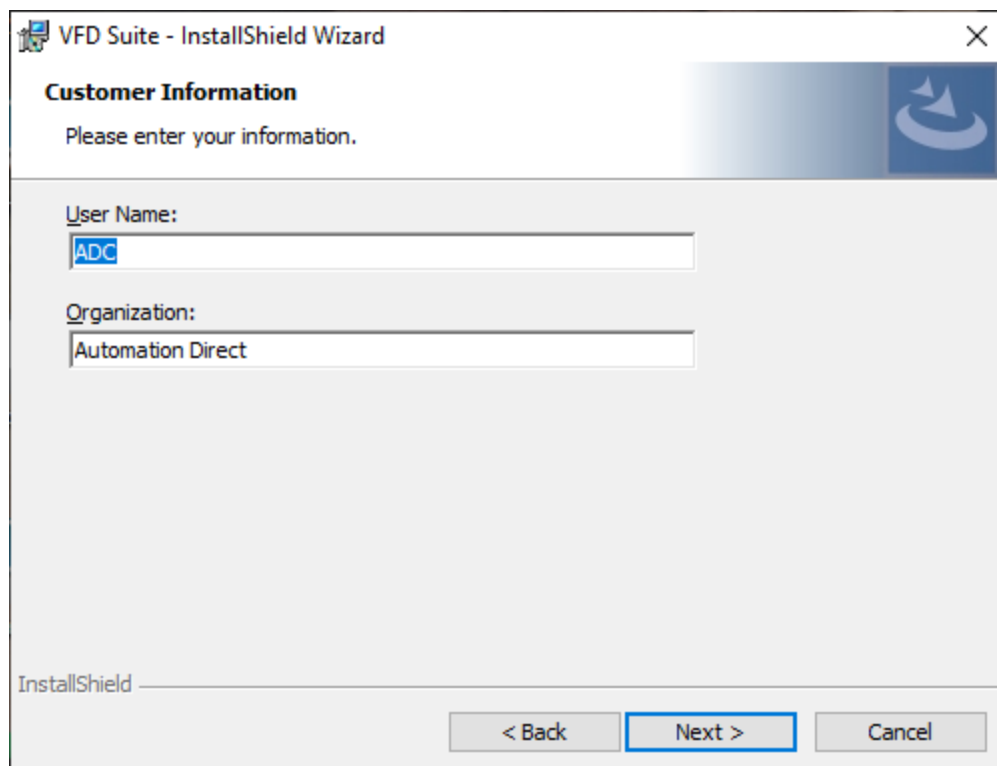 VFD Suite - InstallShield Wizard
Customer Information
Please enter your information.
User Name:
ADC
Organization:
Automation Direct
InstallShield
< Back
Next >
Cancel